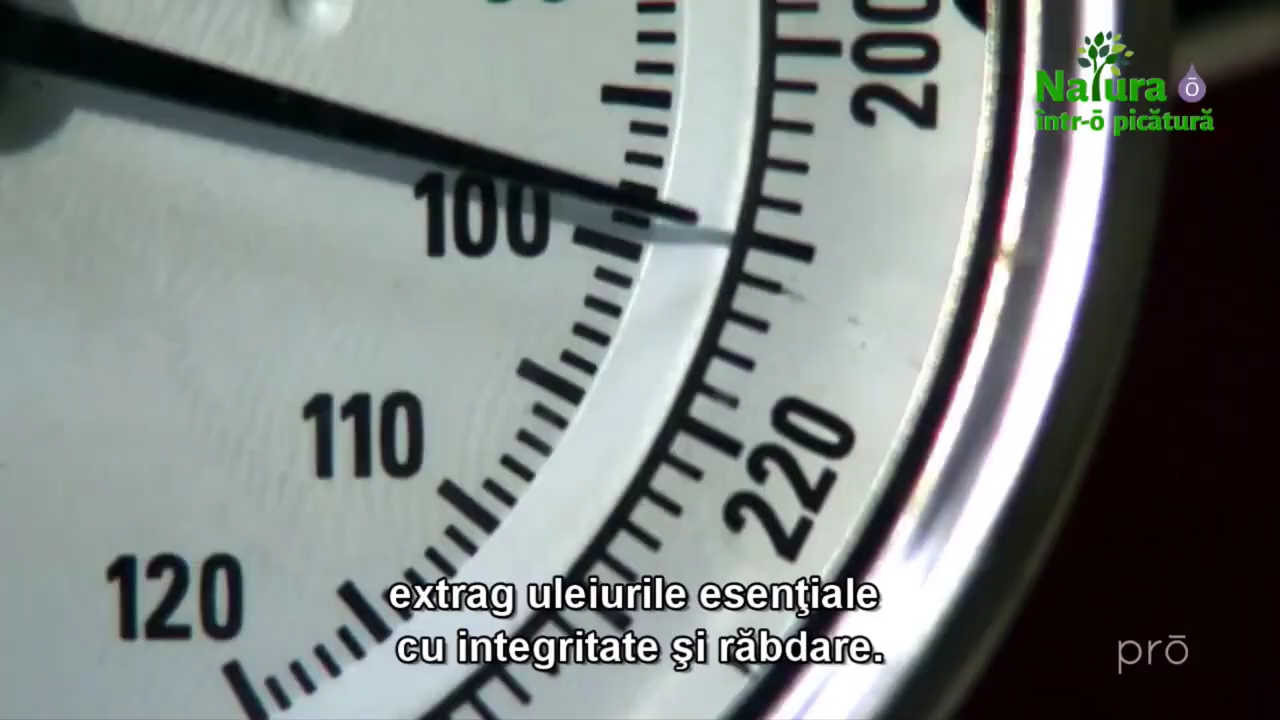 200
Natura ō
într-ō picătură
100
110
220
120
extrag uleiurile esenţiale
cu integritate şi răbdare.
prō